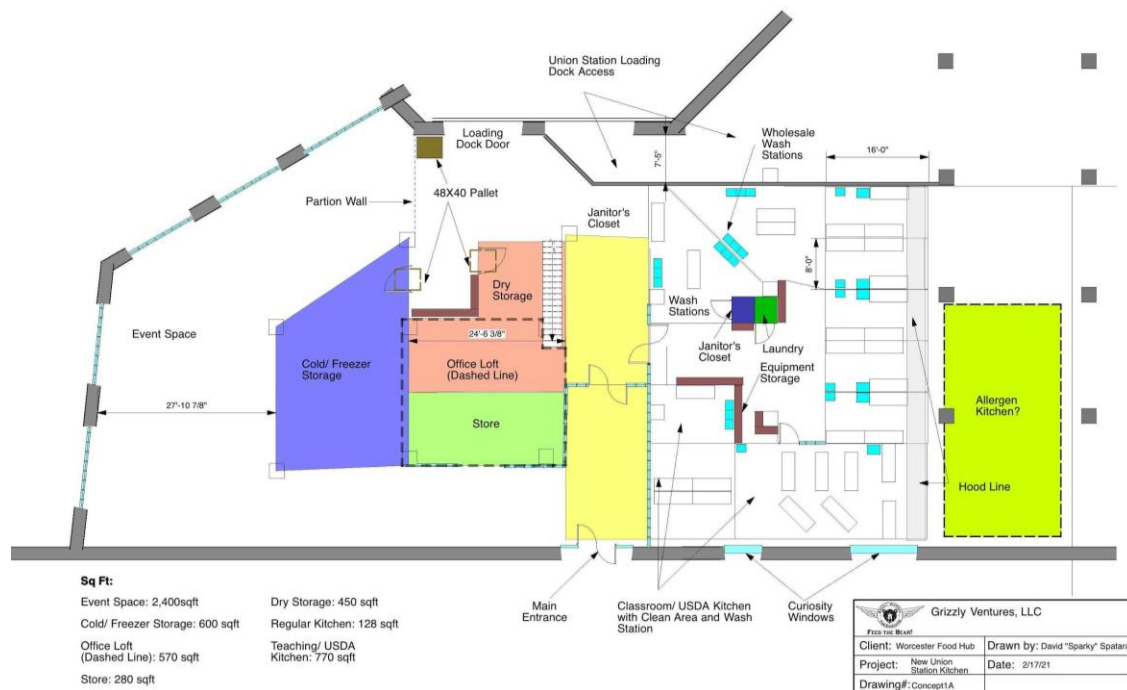 Union Station Loading
Dock Access
Loading
Dock Door
Wholesale
Wash
Stations
16'-0"
7'-6"
48X40 Pallet
Partion Wall
Janitor's
Closet
8'-0"
Dry
Storage
Event Space
Wash
Stations
24'-6 3/8"
Janitor's
Closet
Laundry
Cold/ Freezer
Storage
Office Loft
(Dashed Line)
Equipment
Storage
27'-10 7/8"
Allergen
Kitchen?
Store
Hood Line
Main
Entrance
Classroom/ USDA Kitchen
with Clean Area and Wash
Station
Curiosity
Windows
Sq Ft:
Event Space: 2,400sqft
Cold/ Freezer Storage: 600 sqft
Office Loft
(Dashed Line): 570 sqft
Store: 280 sqft
Dry Storage: 450 sqft
Regular Kitchen: 128 sqft
Teaching/ USDA
Kitchen: 770 sqft
FEED THE BEAR!
Grizzly Ventures, LLC
Client: Worcester Food Hub
Drawn by: David "Sparky" Spatara
Project: New Union
Station Kitchen
Date: 2/17/21
Drawing#: Concept1A